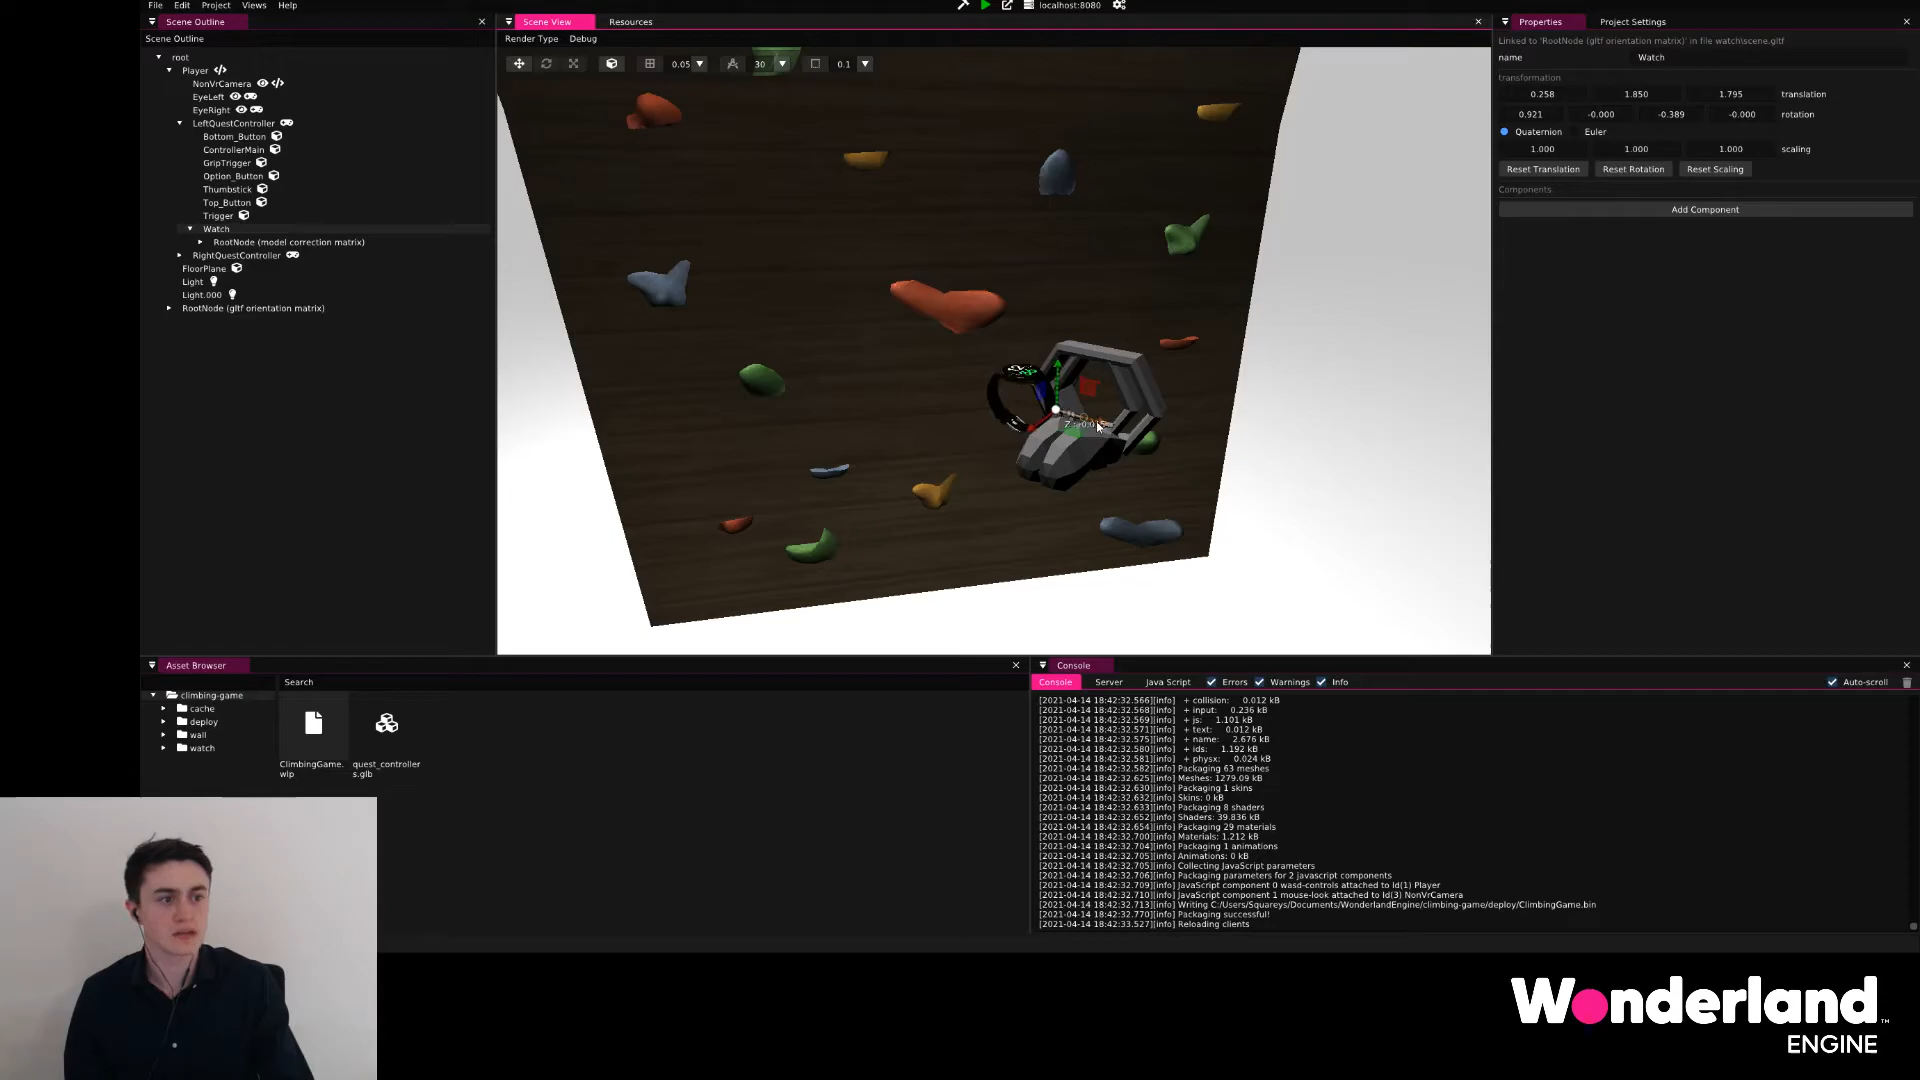 File Edit Project Views Help
localhost:8080
Scene Outline
Scene View Resources
Properties Project Settings
Scene Outline
Render Type Debug
Linked to 'RootNode (gltf orientation matrix)' in file watch\scene.gltf
root
name Watch
0.05 30 0.1
Player
transformation
NonVrCamera
EyeLeft
0.258 1.850 1.795 translation
EyeRight
0.921 -0.000 -0.389 -0.000 rotation
LeftQuestController
Quaternion Euler
Bottom_Button
ControllerMain
1.000 1.000 1.000 scaling
GripTrigger
Reset Translation Reset Rotation Reset Scaling
Option_Button
Thumbstick
Components
Top_Button
Add Component
Trigger
Watch
RootNode (model correction matrix)
RightQuestController
FloorPlane
Light
Light.000
RootNode (gltf orientation matrix)
Asset Browser
Search
climbing-game
cache
deploy
wall
watch
ClimbingGame.
wlp
quest_controller
s.glb
Console
Console Server Java Script Errors Warnings Info Auto-scroll
[2021-04-14 18:42:32.566][info] + collision: 0.012 kB
[2021-04-14 18:42:32.568][info] + input: 0.236 kB
[2021-04-14 18:42:32.569][info] + js: 1.101 kB
[2021-04-14 18:42:32.571][info] + text: 0.012 kB
[2021-04-14 18:42:32.575][info] + name: 2.676 kB
[2021-04-14 18:42:32.580][info] + ids: 1.192 kB
[2021-04-14 18:42:32.581][info] + physx: 0.024 kB
[2021-04-14 18:42:32.582][info] Packaging 63 meshes
[2021-04-14 18:42:32.625][info] Meshes: 1279.09 kB
[2021-04-14 18:42:32.630][info] Packaging 1 skins
[2021-04-14 18:42:32.632][info] Skins: 0 kB
[2021-04-14 18:42:32.633][info] Packaging 8 shaders
[2021-04-14 18:42:32.652][info] Shaders: 39.836 kB
[2021-04-14 18:42:32.654][info] Packaging 29 materials
[2021-04-14 18:42:32.700][info] Materials: 1.212 kB
[2021-04-14 18:42:32.704][info] Packaging 1 animations
[2021-04-14 18:42:32.705][info] Animations: 0 kB
[2021-04-14 18:42:32.705][info] Collecting JavaScript parameters
[2021-04-14 18:42:32.706][info] Packaging parameters for 2 javascript components
[2021-04-14 18:42:32.709][info] JavaScript component 0 wasd-controls attached to Id(1) Player
[2021-04-14 18:42:32.710][info] JavaScript component 1 mouse-look attached to Id(3) NonVrCamera
[2021-04-14 18:42:32.713][info] Writing C:/Users/Squareys/Documents/WonderlandEngine/climbing-game/deploy/ClimbingGame.bin
[2021-04-14 18:42:32.770][info] Packaging successful!
[2021-04-14 18:42:33.527][info] Reloading clients
Wonderland™
ENGINE